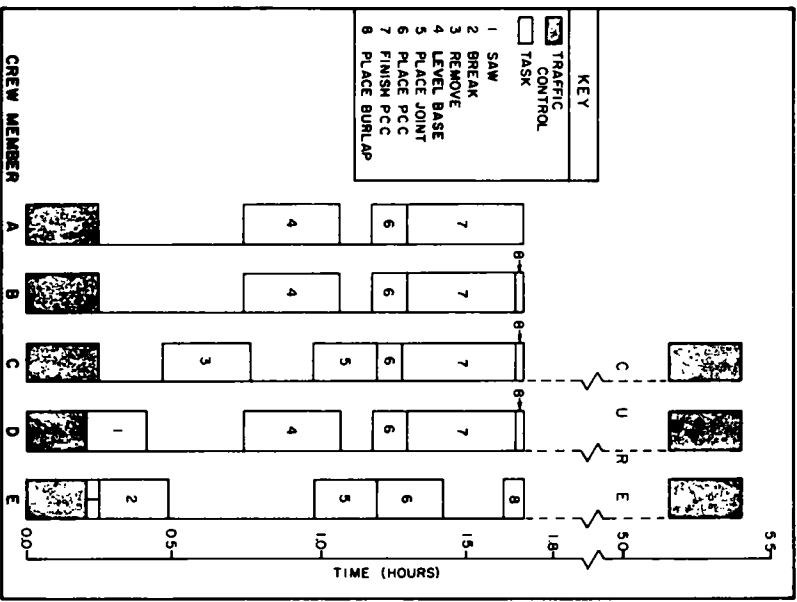 KEY
TRAFFIC
CONTROL
TASK
1 SAW
2 BREAK
3 REMOVE
4 LEVEL BASE
5 PLACE JOINT
6 PLACE PCC
7 FINISH PCC
8 PLACE BURLAP
CREW MEMBER
A
4
6
7
B
4
6
7
8
C
3
5
6
7
8
D
1
4
6
7
8
E
2
5
6
8
CURE
0.0
0.5
1.0
1.5
1.8
5.0
5.5
TIME (HOURS)